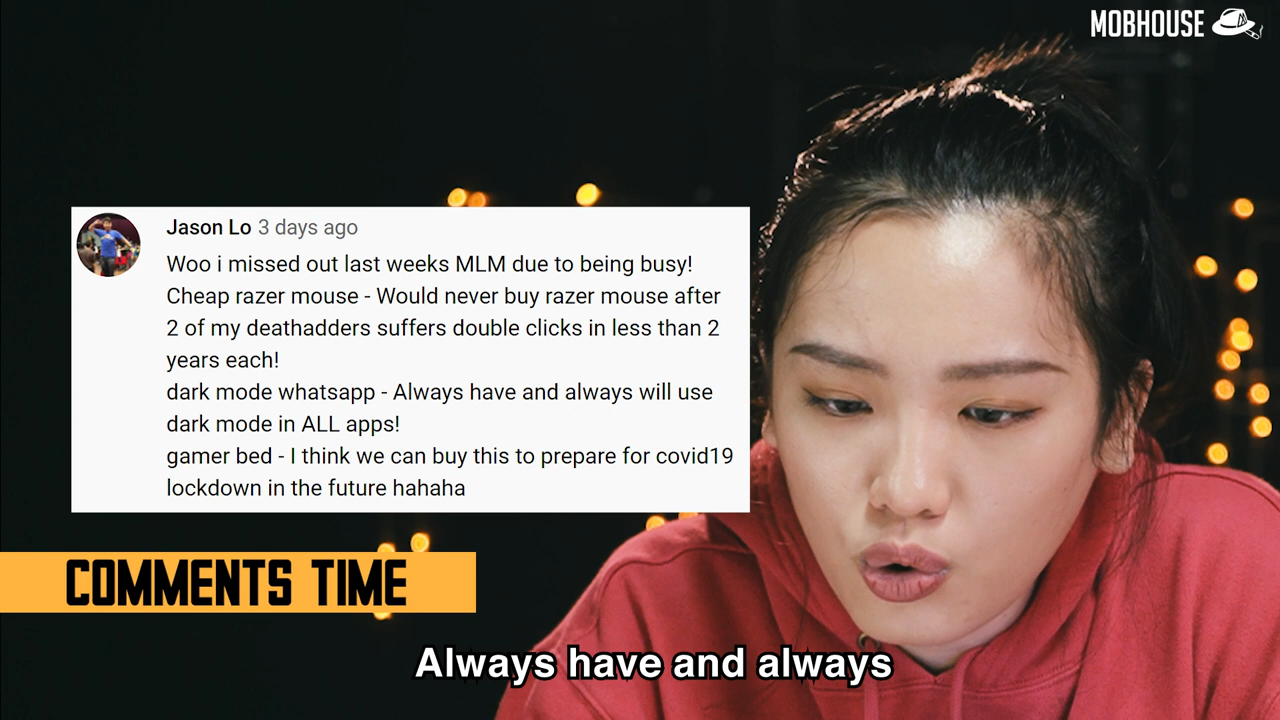 MOBHOUSE
Jason Lo 3 days ago
Woo i missed out last weeks MLM due to being busy!
Cheap razer mouse - Would never buy razer mouse after
2 of my deathadders suffers double clicks in less than 2
years each!
dark mode whatsapp - Always have and always will use
dark mode in ALL apps!
gamer bed - I think we can buy this to prepare for covid19
lockdown in the future hahaha
COMMENTS TIME
Always have and always